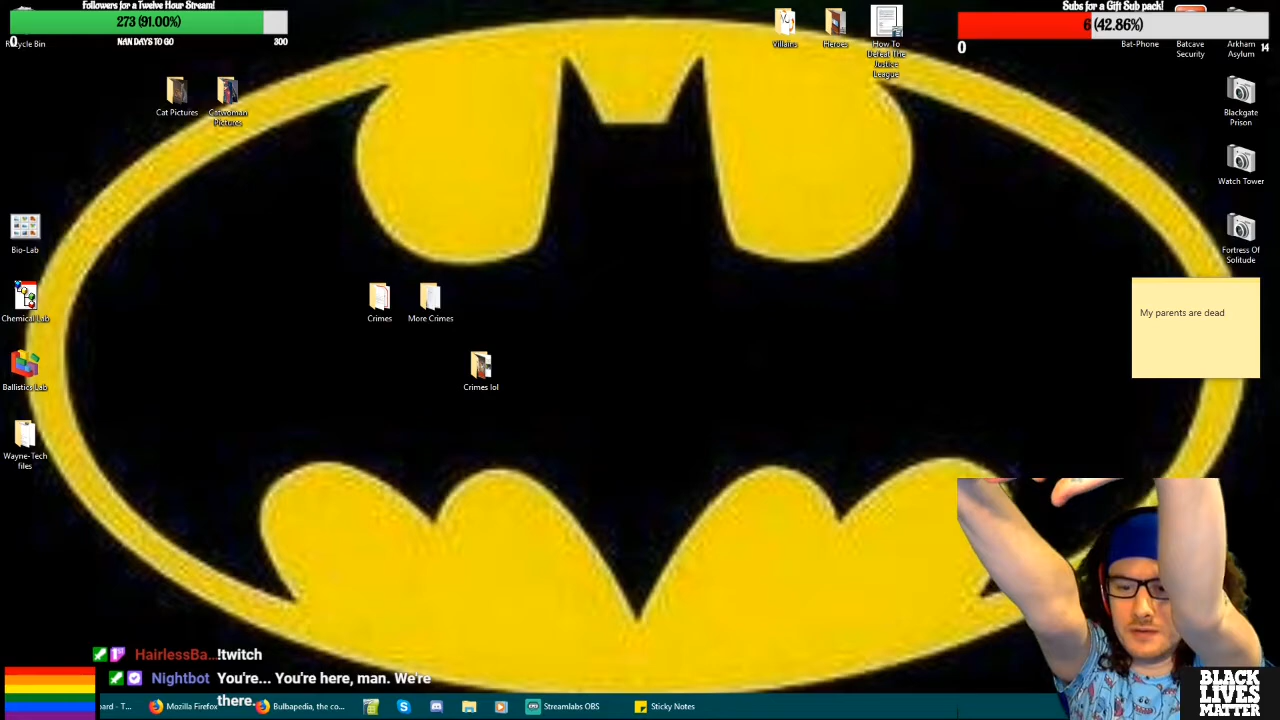 Followers for a Twelve Hour Stream!
273 (91.00%)
0
NAN DAYS TO GO
300
Subs for a Gift Sub pack!
6 (42.86%)
0
14
Villains
Heroes
How To
Defeat The
Justice
League
Bat-Phone
Batcave
Security
Arkham
Asylum
Cat Pictures
Catwoman
Pictures
Blackgate
Prison
Watch Tower
Bio-Lab
Fortress Of
Solitude
Chemical Lab
Crimes
More Crimes
My parents are dead
Ballistics Lab
Crimes lol
Wayne-Tech
files
HairlessBa...
!twitch
Nightbot
You're... You're here, man. We're
there.
Mozilla Firefox
Bulbapedia, the co...
Streamlabs OBS
Sticky Notes
BLACK
LIVES
MATTER